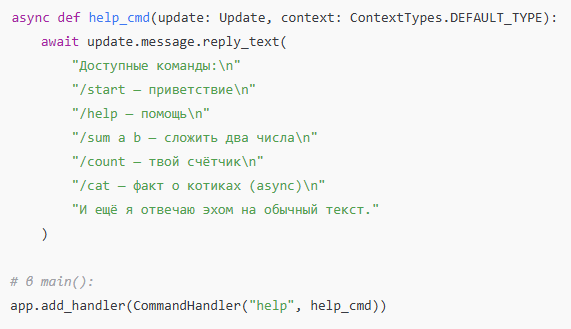 async def help_cmd(update: Update, context: ContextTypes.DEFAULT_TYPE):
    await update.message.reply_text(
        "Доступные команды:\n"
        "/start — приветствие\n"
        "/help — помощь\n"
        "/sum a b — сложить два числа\n"
        "/count — твой счётчик\n"
        "/cat — факт о котиках (async)\n"
        "И ещё я отвечаю эхом на обычный текст."
    )

# в main():
app.add_handler(CommandHandler("help", help_cmd))